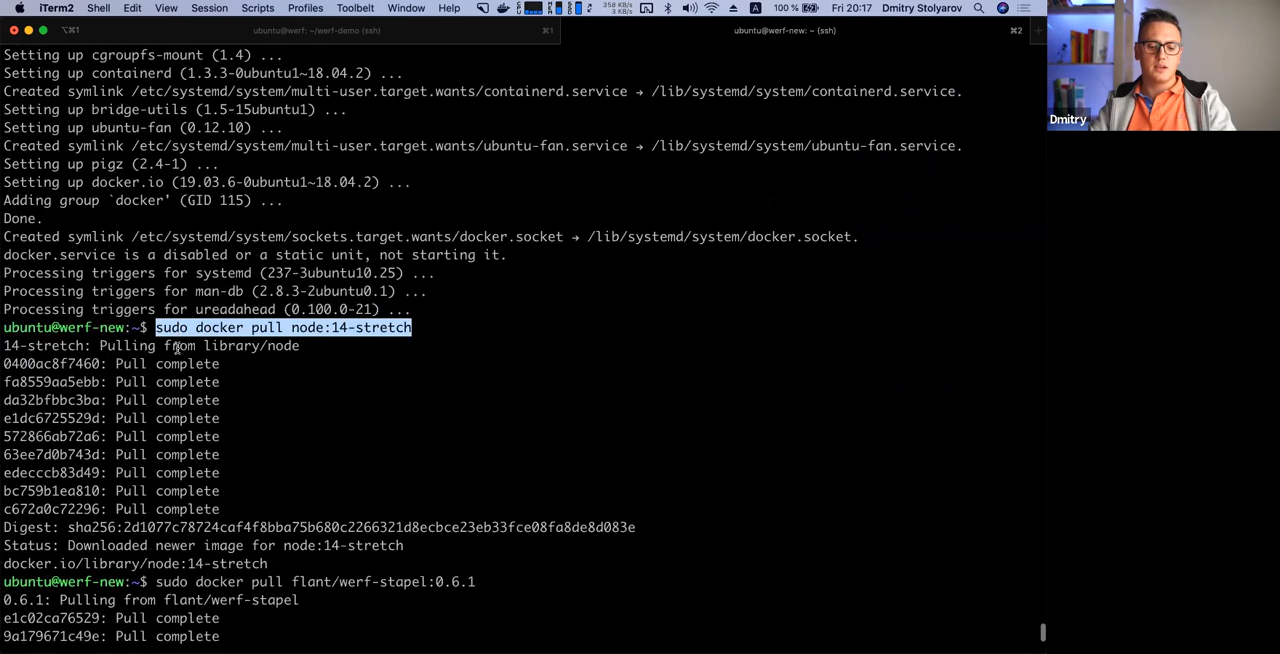 iTerm2 Shell Edit View Session Scripts Profiles Toolbelt Window Help 358 KB/s 3 KB/s A 100 % Fri 20:17 Dmitry Stolyarov
⌥⌘1 ubuntu@werf: ~/werf-demo (ssh) ⌘1 ubuntu@werf-new: ~ (ssh) ⌘2 +
Setting up cgroupfs-mount (1.4) ...
Setting up containerd (1.3.3-0ubuntu1~18.04.2) ...
Created symlink /etc/systemd/system/multi-user.target.wants/containerd.service → /lib/systemd/system/containerd.service.
Setting up bridge-utils (1.5-15ubuntu1) ...
Setting up ubuntu-fan (0.12.10) ...
Created symlink /etc/systemd/system/multi-user.target.wants/ubuntu-fan.service → /lib/systemd/system/ubuntu-fan.service.
Setting up pigz (2.4-1) ...
Setting up docker.io (19.03.6-0ubuntu1~18.04.2) ...
Adding group `docker' (GID 115) ...
Done.
Created symlink /etc/systemd/system/sockets.target.wants/docker.socket → /lib/systemd/system/docker.socket.
docker.service is a disabled or a static unit, not starting it.
Processing triggers for systemd (237-3ubuntu10.25) ...
Processing triggers for man-db (2.8.3-2ubuntu0.1) ...
Processing triggers for ureadahead (0.100.0-21) ...
ubuntu@werf-new:~$ sudo docker pull node:14-stretch
14-stretch: Pulling from library/node
0400ac8f7460: Pull complete
fa8559aa5ebb: Pull complete
da32bfbbc3ba: Pull complete
e1dc6725529d: Pull complete
572866ab72a6: Pull complete
63ee7d0b743d: Pull complete
edecccb83d49: Pull complete
bc759b1ea810: Pull complete
c672a0c72296: Pull complete
Digest: sha256:2d1077c78724caf4f8bba75b680c2266321d8ecbce23eb33fce08fa8de8d083e
Status: Downloaded newer image for node:14-stretch
docker.io/library/node:14-stretch
ubuntu@werf-new:~$ sudo docker pull flant/werf-stapel:0.6.1
0.6.1: Pulling from flant/werf-stapel
e1c02ca76529: Pull complete
9a179671c49e: Pull complete
Dmitry